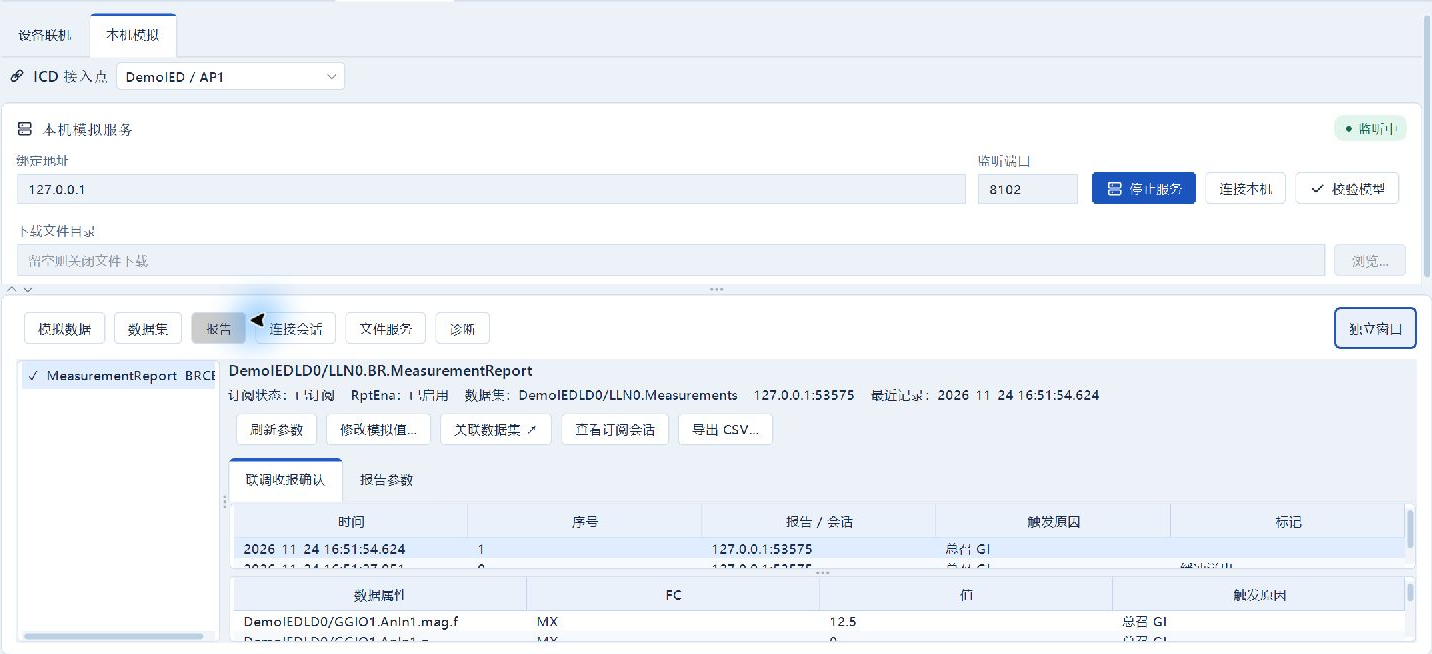 设备联机 本机模拟
ICD 接入点 DemoIED / AP1
本机模拟服务 监听中
绑定地址 监听端口
127.0.0.1 8102 停止服务 连接本机 校验模型
下载文件目录
留空则关闭文件下载 浏览...
模拟数据 数据集 报告 连接会话 文件服务 诊断 独立窗口
MeasurementReport BRCB
DemoIEDLD0/LLN0.BR.MeasurementReport
订阅状态：已订阅 RptEna：已启用 数据集：DemoIEDLD0/LLN0.Measurements 127.0.0.1:53575 最近记录：2026-11-24 16:51:54.624
刷新参数 修改模拟值... 关联数据集 ↗ 查看订阅会话 导出 CSV...
联调收报确认 报告参数
时间 序号 报告 / 会话 触发原因 标记
2026-11-24 16:51:54.624 1 127.0.0.1:53575 总召 GI
数据属性 FC 值 触发原因
DemoIEDLD0/GGIO1.AnIn1.mag.f MX 12.5 总召 GI